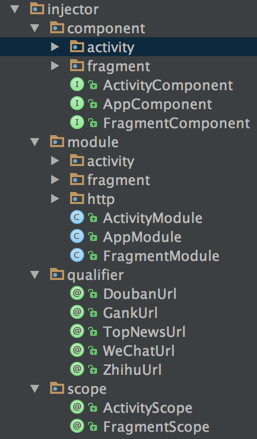 injector
component
activity
fragment
ActivityComponent
AppComponent
FragmentComponent
module
activity
fragment
http
ActivityModule
AppModule
FragmentModule
qualifier
DoubanUrl
GankUrl
TopNewsUrl
WeChatUrl
ZhihuUrl
scope
ActivityScope
FragmentScope